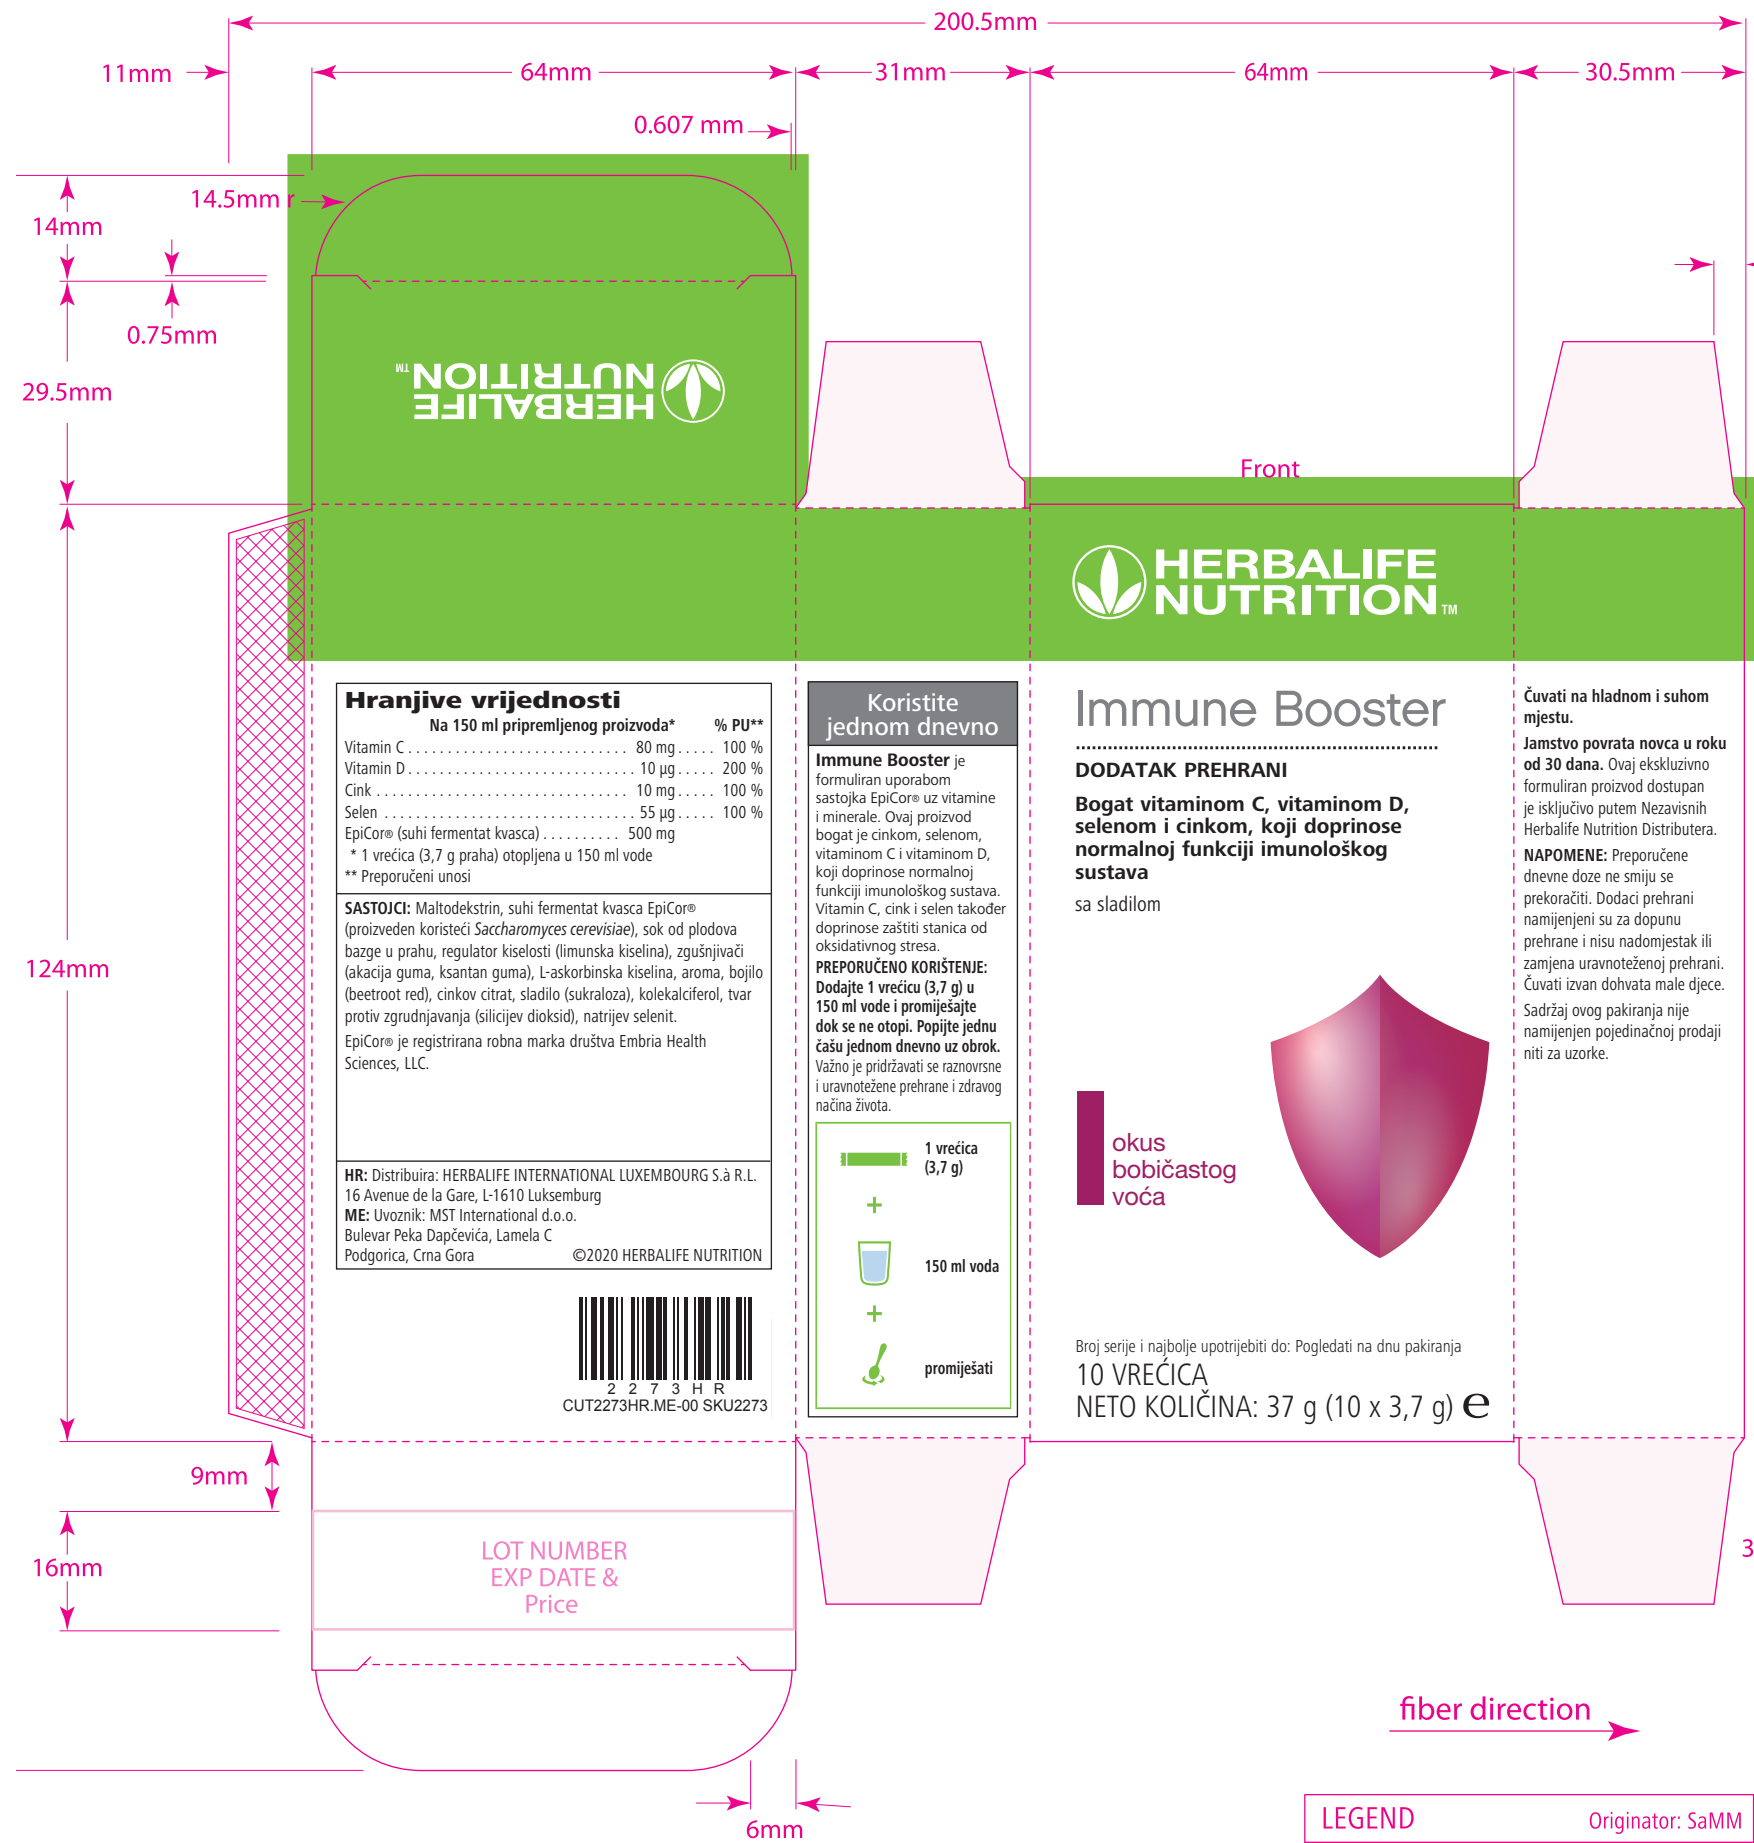 200.5mm
11mm
64mm
31mm
64mm
30.5mm
0.607 mm
14.5mm r
14mm
0.75mm
29.5mm
HERBALIFE
NUTRITION™
Front
HERBALIFE
NUTRITION™
124mm
Hranjive vrijednosti
Na 150 ml pripremljenog proizvoda* % PU**
Vitamin C . . . . . . . . . . . . . . . . . . . . . . . . . . . . 80 mg . . . . . 100 %
Vitamin D . . . . . . . . . . . . . . . . . . . . . . . . . . . . . 10 µg . . . . . 200 %
Cink . . . . . . . . . . . . . . . . . . . . . . . . . . . . . . . . 10 mg . . . . . 100 %
Selen . . . . . . . . . . . . . . . . . . . . . . . . . . . . . . . 55 µg . . . . . 100 %
EpiCor® (suhi fermentat kvasca) . . . . . . . . . . 500 mg
* 1 vrećica (3,7 g praha) otopljena u 150 ml vode
** Preporučeni unosi
SASTOJCI: Maltodekstrin, suhi fermentat kvasca EpiCor®
(proizveden koristeći Saccharomyces cerevisiae), sok od plodova
bazge u prahu, regulator kiselosti (limunska kiselina), zgušnjivači
(akacija guma, ksantan guma), L-askorbinska kiselina, aroma, bojilo
(beetroot red), cinkov citrat, sladilo (sukraloza), kolekalciferol, tvar
protiv zgrudnjavanja (silicijev dioksid), natrijev selenit.
EpiCor® je registrirana robna marka društva Embria Health
Sciences, LLC.
HR: Distribuira: HERBALIFE INTERNATIONAL LUXEMBOURG S.à R.L.
16 Avenue de la Gare, L-1610 Luksemburg
ME: Uvoznik: MST International d.o.o.
Bulevar Peka Dapčevića, Lamela C
Podgorica, Crna Gora ©2020 HERBALIFE NUTRITION
2 2 7 3 H R
CUT2273HR.ME-00 SKU2273
Koristite
jednom dnevno
Immune Booster je
formuliran uporabom
sastojka EpiCor® uz vitamine
i minerale. Ovaj proizvod
bogat je cinkom, selenom,
vitaminom C i vitaminom D,
koji doprinose normalnoj
funkciji imunološkog sustava.
Vitamin C, cink i selen također
doprinose zaštiti stanica od
oksidativnog stresa.
PREPORUČENO KORIŠTENJE:
Dodajte 1 vrećicu (3,7 g) u
150 ml vode i promiješajte
dok se ne otopi. Popijte jednu
čašu jednom dnevno uz obrok.
Važno je pridržavati se raznovrsne
i uravnotežene prehrane i zdravog
načina života.
1 vrećica
(3,7 g)
+
150 ml voda
+
promiješati
Immune Booster
DODATAK PREHRANI
Bogat vitaminom C, vitaminom D,
selenom i cinkom, koji doprinose
normalnoj funkciji imunološkog
sustava
sa sladilom
okus
bobičastog
voća
Broj serije i najbolje upotrijebiti do: Pogledati na dnu pakiranja
10 VREĆICA
NETO KOLIČINA: 37 g (10 x 3,7 g) ℮
Čuvati na hladnom i suhom
mjestu.
Jamstvo povrata novca u roku
od 30 dana. Ovaj ekskluzivno
formuliran proizvod dostupan
je isključivo putem Nezavisnih
Herbalife Nutrition Distributera.
NAPOMENE: Preporučene
dnevne doze ne smiju se
prekoračiti. Dodaci prehrani
namijenjeni su za dopunu
prehrane i nisu nadomjestak ili
zamjena uravnoteženoj prehrani.
Čuvati izvan dohvata male djece.
Sadržaj ovog pakiranja nije
namijenjen pojedinačnoj prodaji
niti za uzorke.
9mm
16mm
LOT NUMBER
EXP DATE &
Price
3
6mm
fiber direction
LEGEND Originator: SaMM